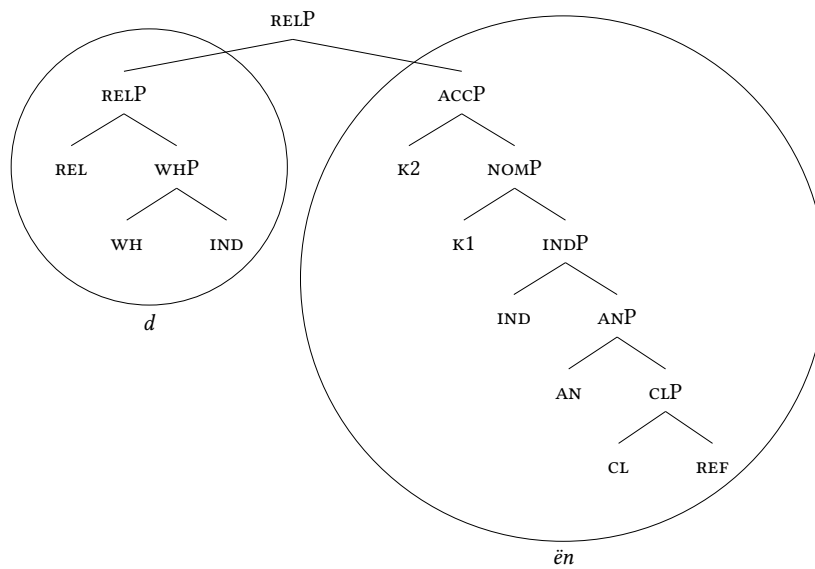 RELP
RELP ACCP
REL WHP K2 NOMP
WH IND K1 INDP
IND ANP
d
AN CLP
CL REF
ën